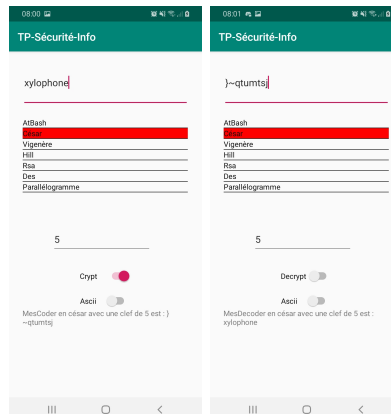 08:00
TP-Sécurité-Info
xylophone
AtBash
César
Vigenère
Hill
Rsa
Des
Parallélogramme
5
Crypt
Ascii
MesCoder en césar avec une clef de 5 est : }
~qtumtsj
08:01
TP-Sécurité-Info
}~qtumtsj
AtBash
César
Vigenère
Hill
Rsa
Des
Parallélogramme
5
Decrypt
Ascii
MesDecoder en césar avec une clef de 5 est :
xylophone